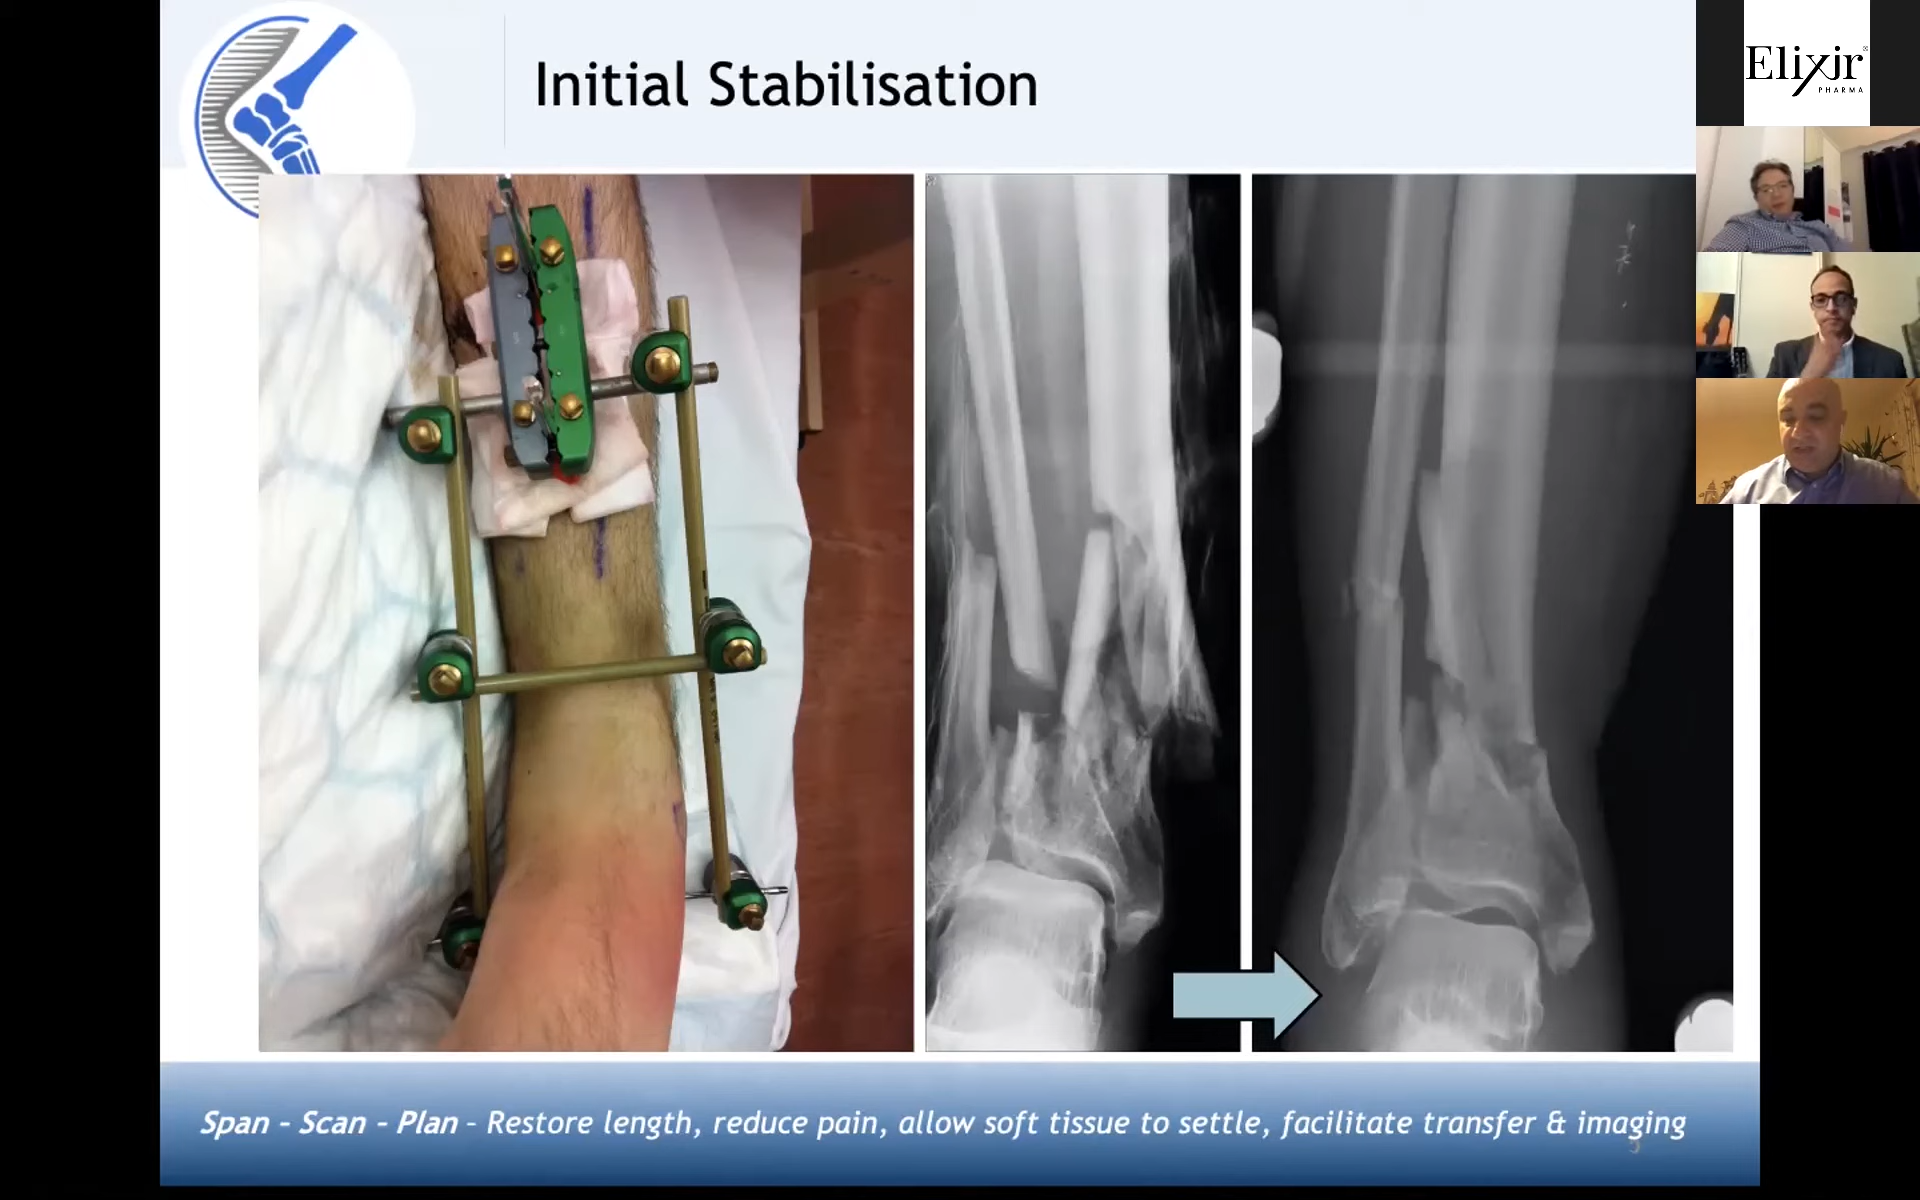 Initial Stabilisation
Elixir
PHARMA
Span - Scan - Plan - Restore length, reduce pain, allow soft tissue to settle, facilitate transfer & imaging